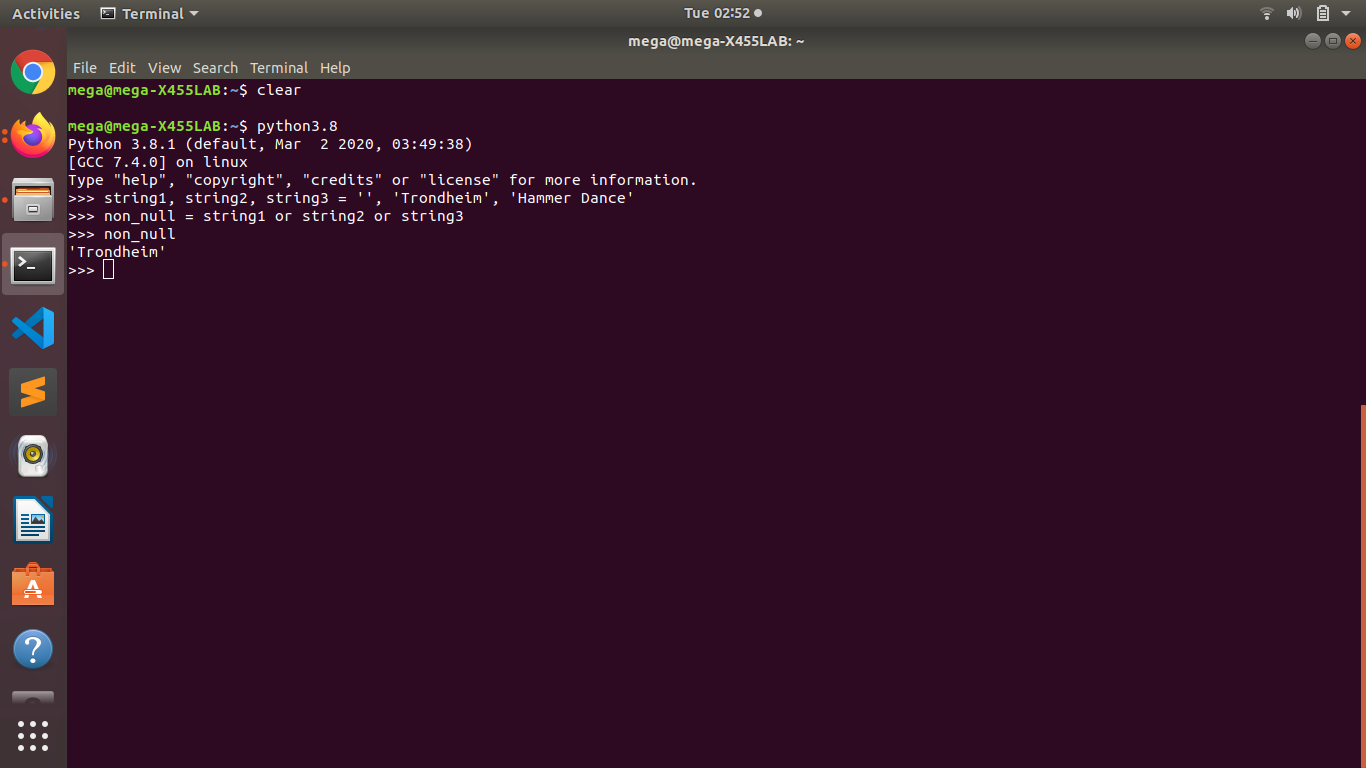 Activities Terminal Tue 02:52
mega@mega-X455LAB: ~
File Edit View Search Terminal Help
mega@mega-X455LAB:~$ clear
mega@mega-X455LAB:~$ python3.8
Python 3.8.1 (default, Mar  2 2020, 03:49:38)
[GCC 7.4.0] on linux
Type "help", "copyright", "credits" or "license" for more information.
>>> string1, string2, string3 = '', 'Trondheim', 'Hammer Dance'
>>> non_null = string1 or string2 or string3
>>> non_null
'Trondheim'
>>>